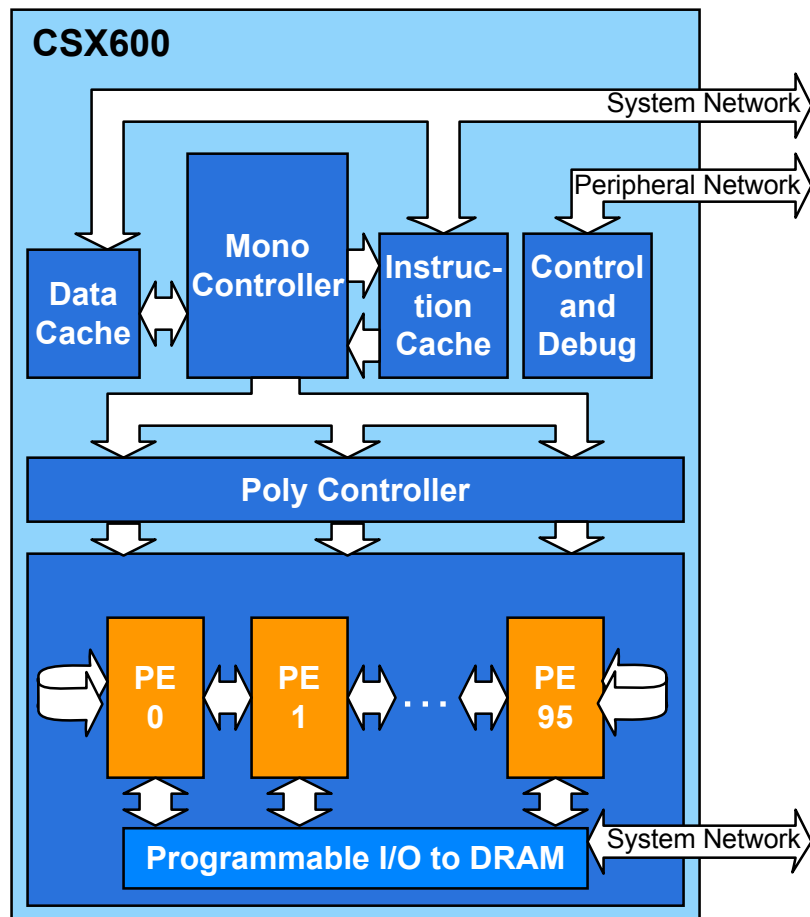 CSX600
System Network
Peripheral Network
Mono
Controller
Data
Cache
Instruc-
tion
Cache
Control
and
Debug
Poly Controller
PE
0
PE
1
...
PE
95
Programmable I/O to DRAM
System Network